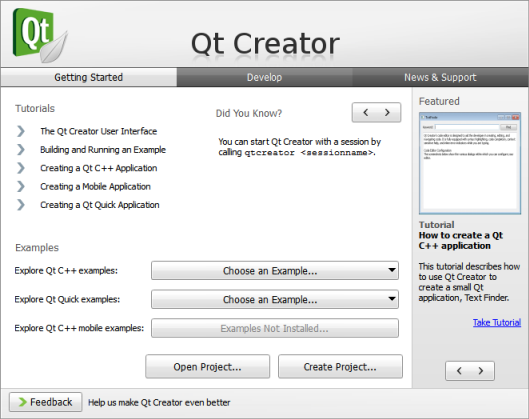 Qt
Qt Creator
Getting Started
Develop
News & Support
Tutorials
The Qt Creator User Interface
Building and Running an Example
Creating a Qt C++ Application
Creating a Mobile Application
Creating a Qt Quick Application
Did You Know?
You can start Qt Creator with a session by
calling qtcreator <sessionname>.
Examples
Explore Qt C++ examples:
Choose an Example...
Explore Qt Quick examples:
Choose an Example...
Explore Qt C++ mobile examples:
Examples Not Installed...
Open Project...
Create Project...
Featured
Tutorial
How to create a Qt
C++ application
This tutorial describes how
to use Qt Creator to
create a small Qt
application, Text Finder.
Take Tutorial
Feedback
Help us make Qt Creator even better